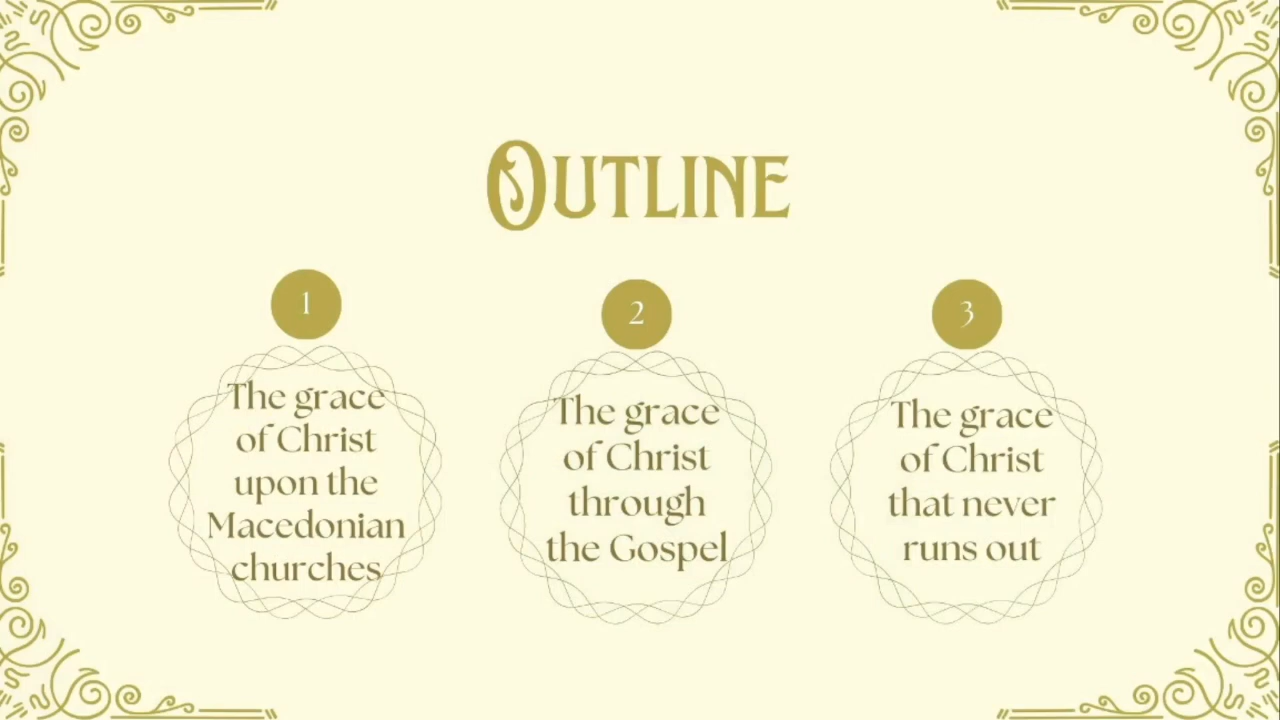 OUTLINE
1
The grace
of Christ
upon the
Macedonian
churches
2
The grace
of Christ
through
the Gospel
3
The grace
of Christ
that never
runs out